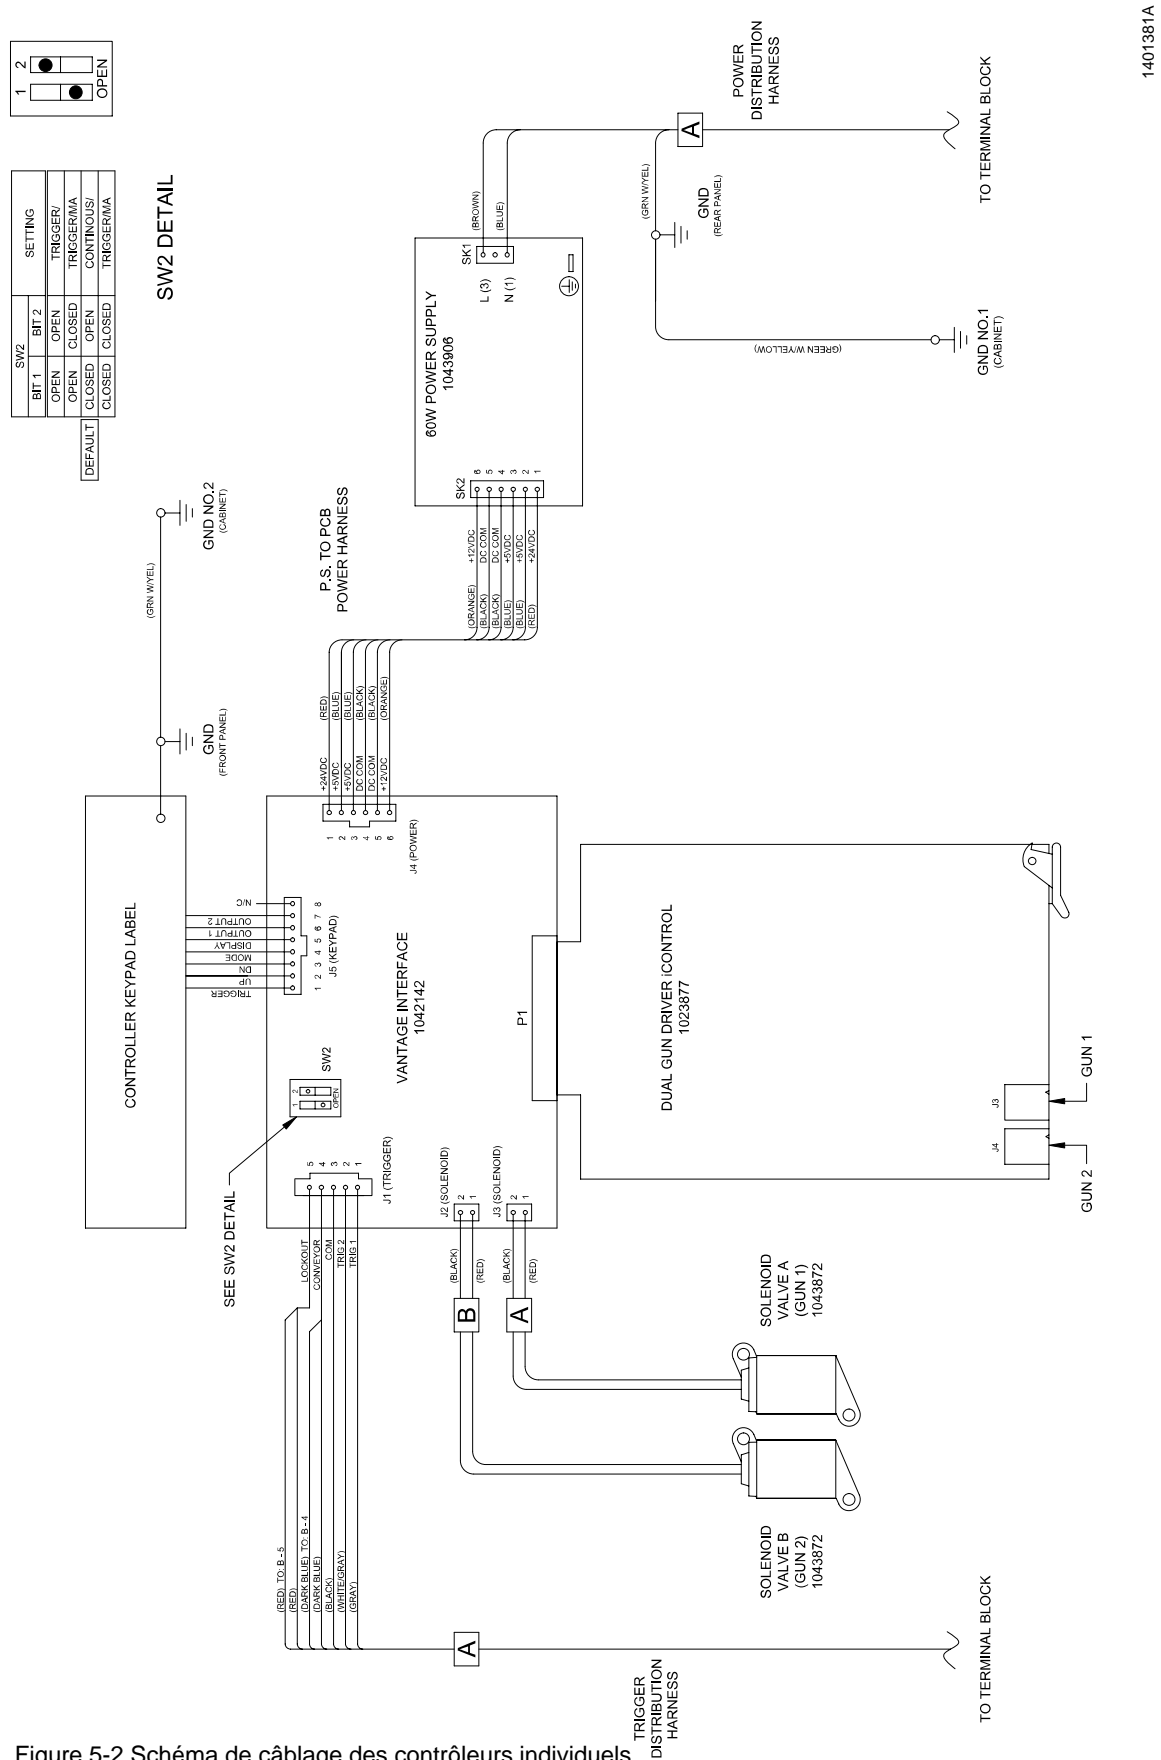 1401381A
1
2
OPEN
SW2
SETTING
BIT 1
BIT 2
OPEN
OPEN
TRIGGER/
OPEN
CLOSED
TRIGGER/MA
DEFAULT
CLOSED
OPEN
CONTINOUS/
CLOSED
CLOSED
TRIGGER/MA
SW2 DETAIL
(GRN W/YEL)
GND
(FRONT PANEL)
GND NO.2
(CABINET)
CONTROLLER KEYPAD LABEL
TRIGGER
UP
DN
MODE
DISPLAY
OUTPUT 1
OUTPUT 2
N/C
1 2 3 4 5 6 7 8
J5 (KEYPAD)
SEE SW2 DETAIL
1
2
OPEN
SW2
VANTAGE INTERFACE
1042142
P1
LOCKOUT
CONVEYOR
COM
TRIG 2
TRIG 1
5
4
3
2
1
J1 (TRIGGER)
J2 (SOLENOID)
2
1
(BLACK)
(RED)
B
J3 (SOLENOID)
2
1
(BLACK)
(RED)
A
1
2
3
4
5
6
J4 (POWER)
+24VDC
(RED)
+5VDC
(BLUE)
+5VDC
(BLUE)
DC COM
(BLACK)
DC COM
(BLACK)
+12VDC
(ORANGE)
P.S. TO PCB
POWER HARNESS
(ORANGE)
+12VDC
(BLACK)
DC COM
(BLACK)
DC COM
(BLUE)
+5VDC
(BLUE)
+5VDC
(RED)
+24VDC
SK2
6
5
4
3
2
1
60W POWER SUPPLY
1043906
SK1
L (3)
N (1)
(BROWN)
(BLUE)
(GRN W/YEL)
GND
(REAR PANEL)
(GREEN W/YELLOW)
GND NO.1
(CABINET)
A
POWER
DISTRIBUTION
HARNESS
TO TERMINAL BLOCK
DUAL GUN DRIVER iCONTROL
1023877
J4
J3
GUN 2
GUN 1
SOLENOID
VALVE A
(GUN 1)
1043872
SOLENOID
VALVE B
(GUN 2)
1043872
(RED) TO: B - 5
(RED)
(DARK BLUE) TO: B - 4
(DARK BLUE)
(BLACK)
(WHITE/GRAY)
(GRAY)
A
TRIGGER
DISTRIBUTION
HARNESS
TO TERMINAL BLOCK
Figure 5-2 Schéma de câblage des contrôleurs individuels